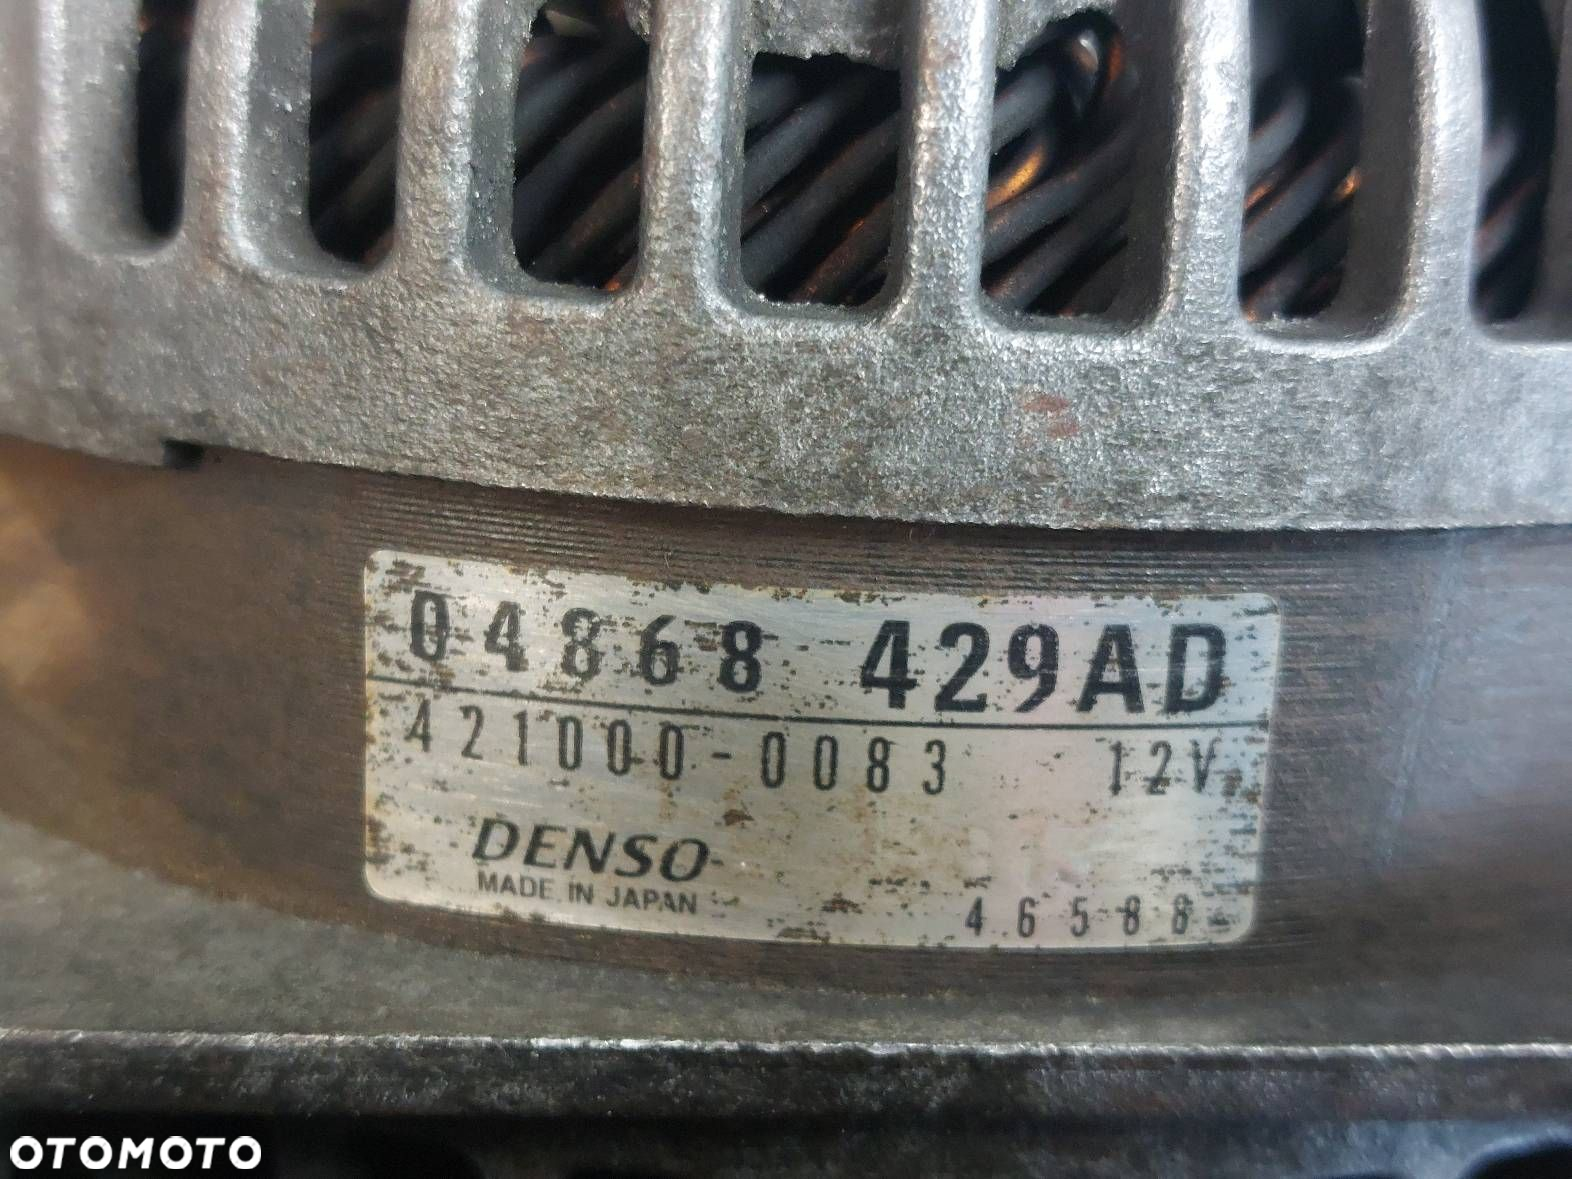 04868 429AD
421000-0083 12V
DENSO
MADE IN JAPAN
46588
OTOMOTO